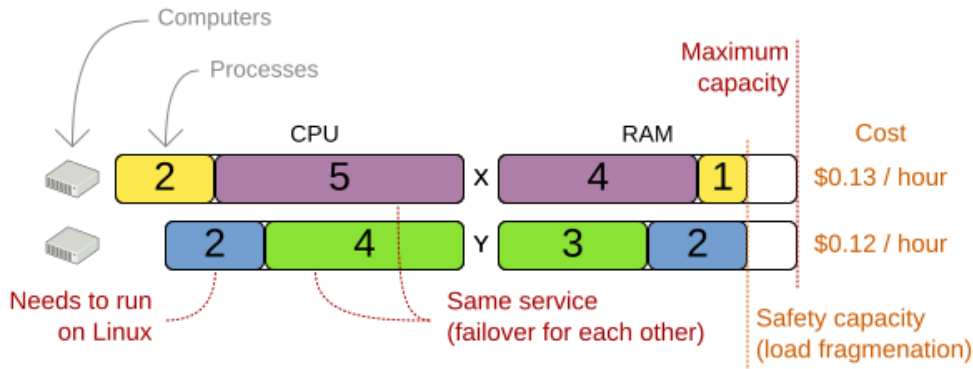 Computers
Processes
Maximum
capacity
CPU
RAM
Cost
2
5
X
4
1
$0.13 / hour
2
4
Y
3
2
$0.12 / hour
Needs to run
on Linux
Same service
(failover for each other)
Safety capacity
(load fragmenation)